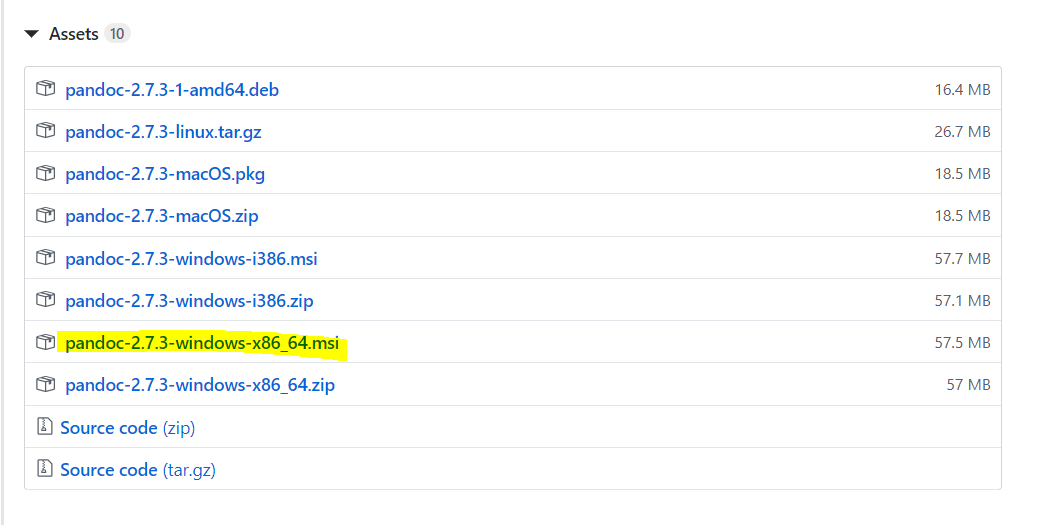 Assets 10
pandoc-2.7.3-1-amd64.deb 16.4 MB
pandoc-2.7.3-linux.tar.gz 26.7 MB
pandoc-2.7.3-macOS.pkg 18.5 MB
pandoc-2.7.3-macOS.zip 18.5 MB
pandoc-2.7.3-windows-i386.msi 57.7 MB
pandoc-2.7.3-windows-i386.zip 57.1 MB
pandoc-2.7.3-windows-x86_64.msi 57.5 MB
pandoc-2.7.3-windows-x86_64.zip 57 MB
Source code (zip)
Source code (tar.gz)